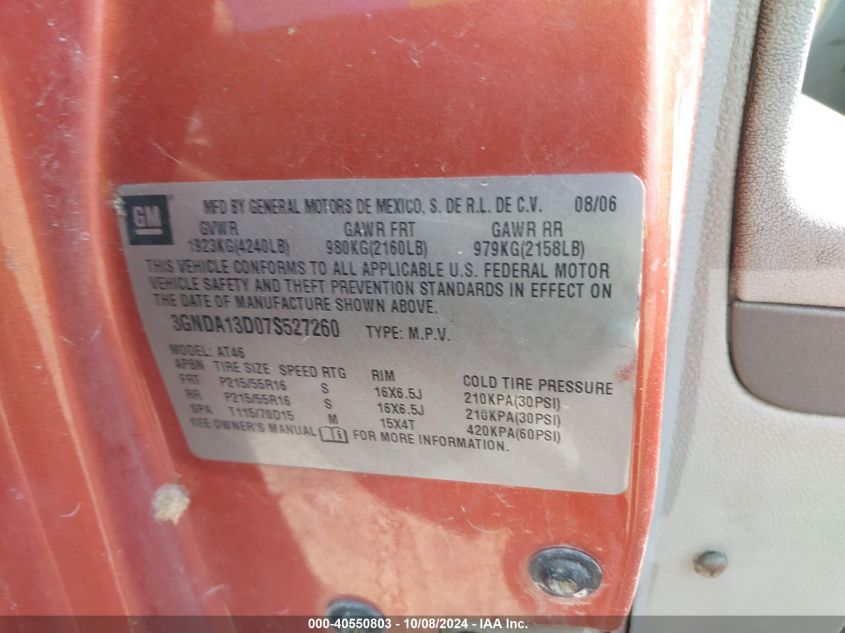 GM
MFD BY GENERAL MOTORS DE MEXICO, S. DE R.L. DE C.V. 08/06
GVWR GAWR FRT GAWR RR
1923KG(4240LB) 980KG(2160LB) 979KG(2158LB)
THIS VEHICLE CONFORMS TO ALL APPLICABLE U.S. FEDERAL MOTOR
VEHICLE SAFETY AND THEFT PREVENTION STANDARDS IN EFFECT ON
THE DATE OF MANUFACTURE SHOWN ABOVE.
3GNDA13D07S527260 TYPE: M.P.V.
MODEL: AT46
APBN TIRE SIZE SPEED RTG RIM COLD TIRE PRESSURE
FRT P215/55R16 S 16X6.5J 210KPA(30PSI)
RR P215/55R16 S 16X6.5J 210KPA(30PSI)
SPA T115/70D15 M 15X4T 420KPA(60PSI)
SEE OWNER'S MANUAL FOR MORE INFORMATION.
000-40550803 - 10/08/2024 - IAA Inc.